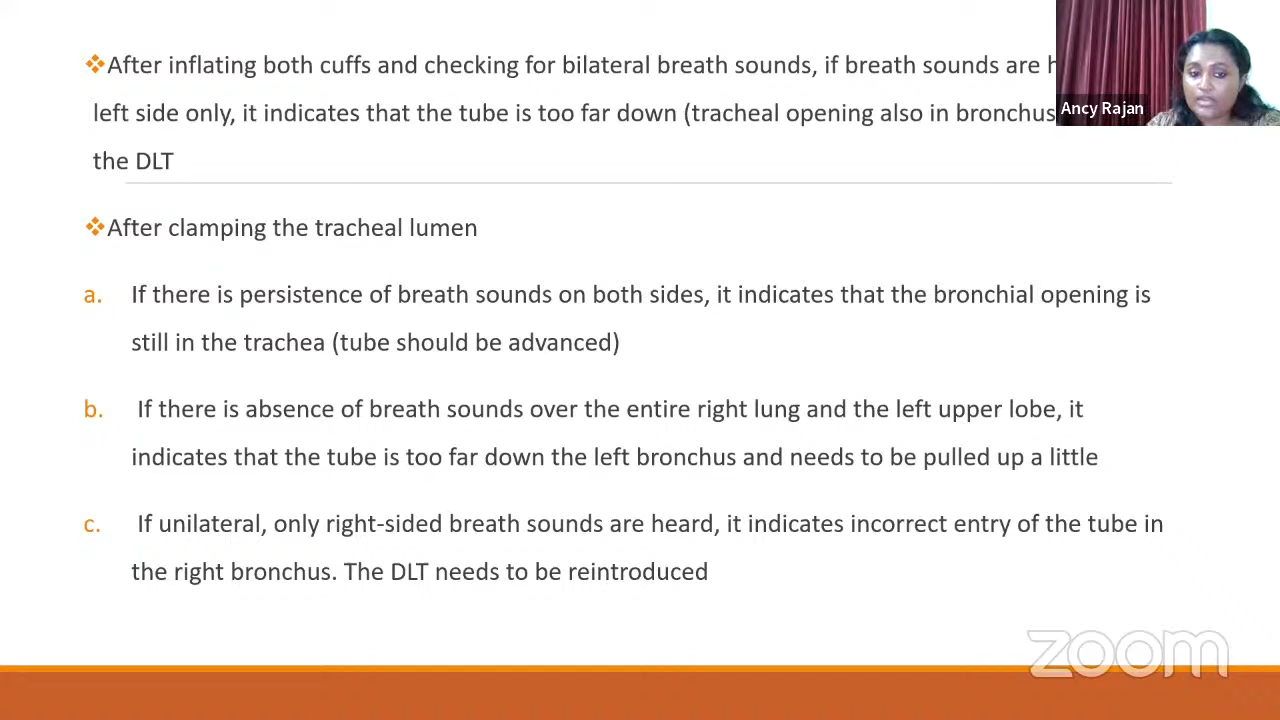 ❖After inflating both cuffs and checking for bilateral breath sounds, if breath sounds are
left side only, it indicates that the tube is too far down (tracheal opening also in bronchus
the DLT
❖After clamping the tracheal lumen
a. If there is persistence of breath sounds on both sides, it indicates that the bronchial opening is
still in the trachea (tube should be advanced)
b. If there is absence of breath sounds over the entire right lung and the left upper lobe, it
indicates that the tube is too far down the left bronchus and needs to be pulled up a little
c. If unilateral, only right-sided breath sounds are heard, it indicates incorrect entry of the tube in
the right bronchus. The DLT needs to be reintroduced
Ancy Rajan
zoom